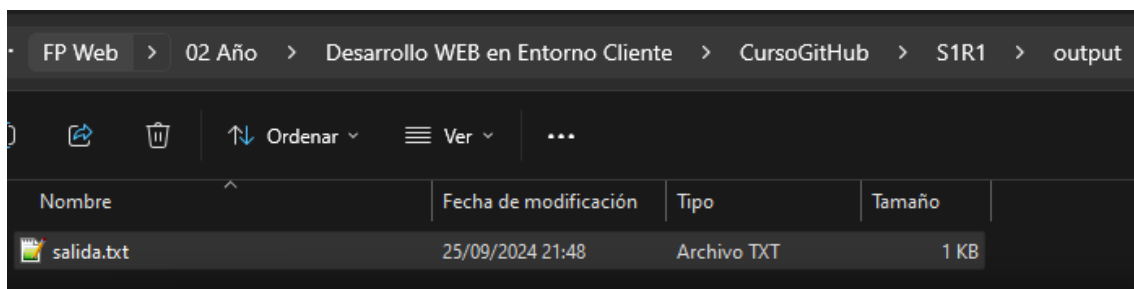 FP Web > 02 Año > Desarrollo WEB en Entorno Cliente > CursoGitHub > S1R1 > output
Ordenar Ver ...
Nombre Fecha de modificación Tipo Tamaño
salida.txt 25/09/2024 21:48 Archivo TXT 1 KB